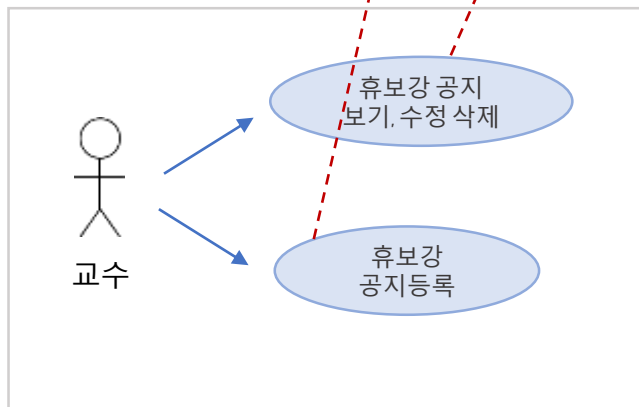 휴보강 공지
보기, 수정 삭제
교수
휴보강
공지등록